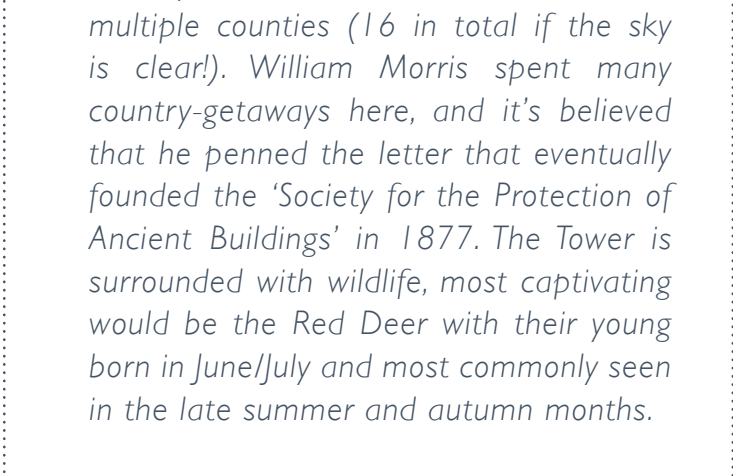 multiple counties (16 in total if the sky
is clear!). William Morris spent many
country-getaways here, and it's believed
that he penned the letter that eventually
founded the ‘Society for the Protection of
Ancient Buildings’ in 1877. The Tower is
surrounded with wildlife, most captivating
would be the Red Deer with their young
born in June/July and most commonly seen
in the late summer and autumn months.